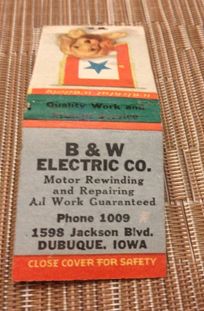 Quality Work and
B & W
ELECTRIC CO.
Motor Rewinding
and Repairing
All Work Guaranteed
Phone 1009
1598 Jackson Blvd.
DUBUQUE, IOWA
CLOSE COVER FOR SAFETY